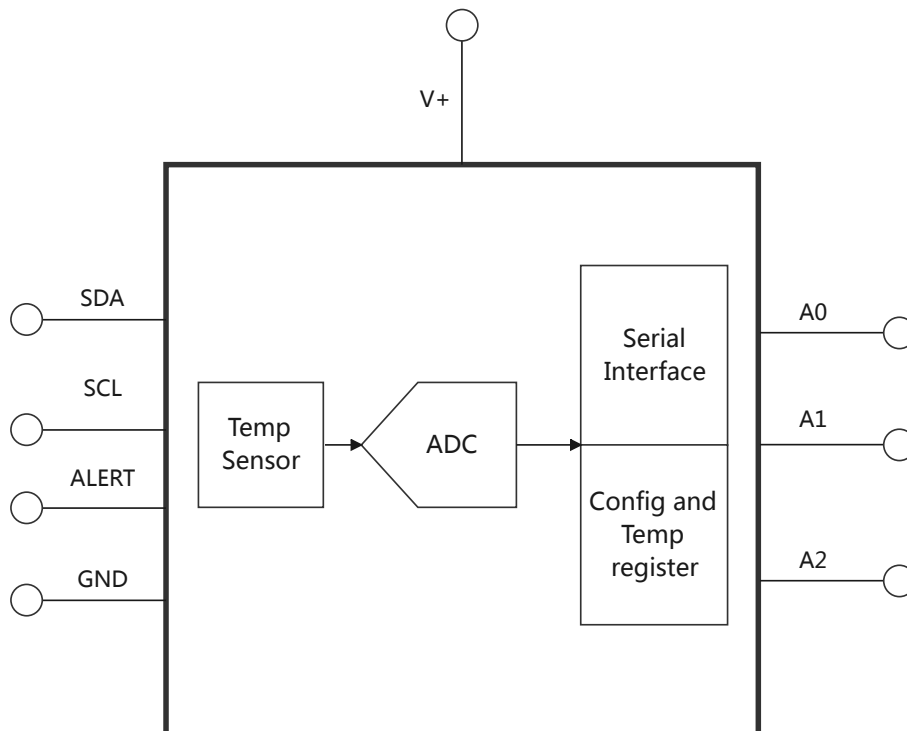 V+
SDA
SCL
ALERT
GND
Temp
Sensor
ADC
Serial
Interface
Config and
Temp
register
A0
A1
A2